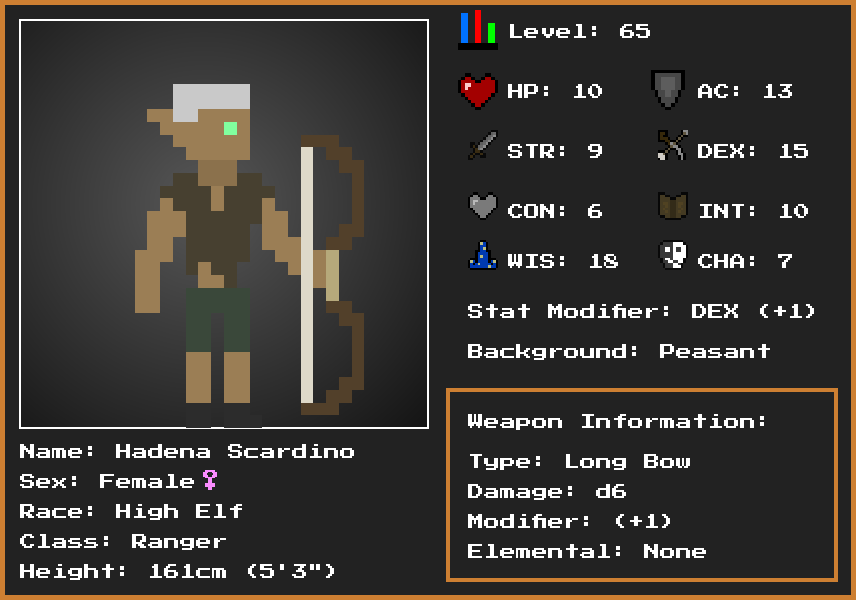 Level: 65
HP: 10
AC: 13
STR: 9
DEX: 15
CON: 6
INT: 10
WIS: 18
CHA: 7
Stat Modifier: DEX (+1)
Background: Peasant
Weapon Information:
Type: Long Bow
Damage: d6
Modifier: (+1)
Elemental: None
Name: Hadena Scardino
Sex: Female♀
Race: High Elf
Class: Ranger
Height: 161cm (5'3")